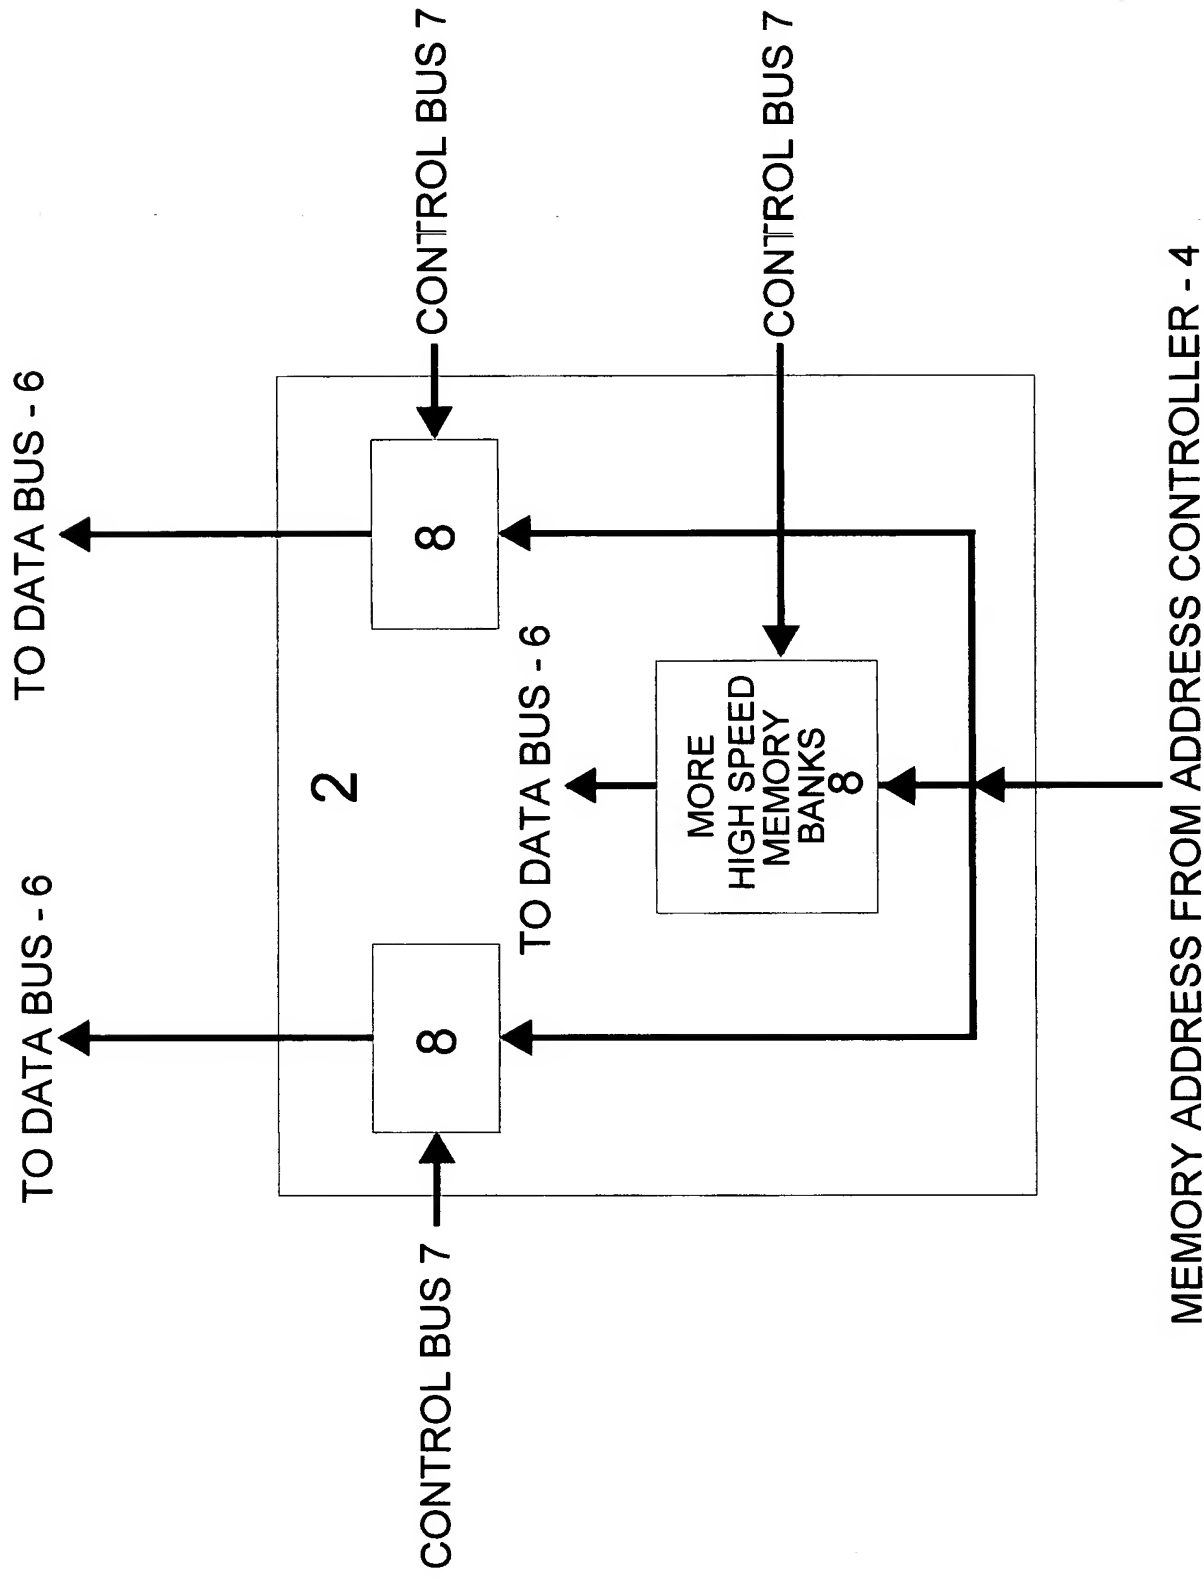 TO DATA BUS - 6
TO DATA BUS - 6
2
CONTROL BUS 7
8
8
CONTROL BUS 7
TO DATA BUS - 6
MORE
HIGH SPEED
MEMORY
BANKS
8
CONTROL BUS 7
MEMORY ADDRESS FROM ADDRESS CONTROLLER - 4